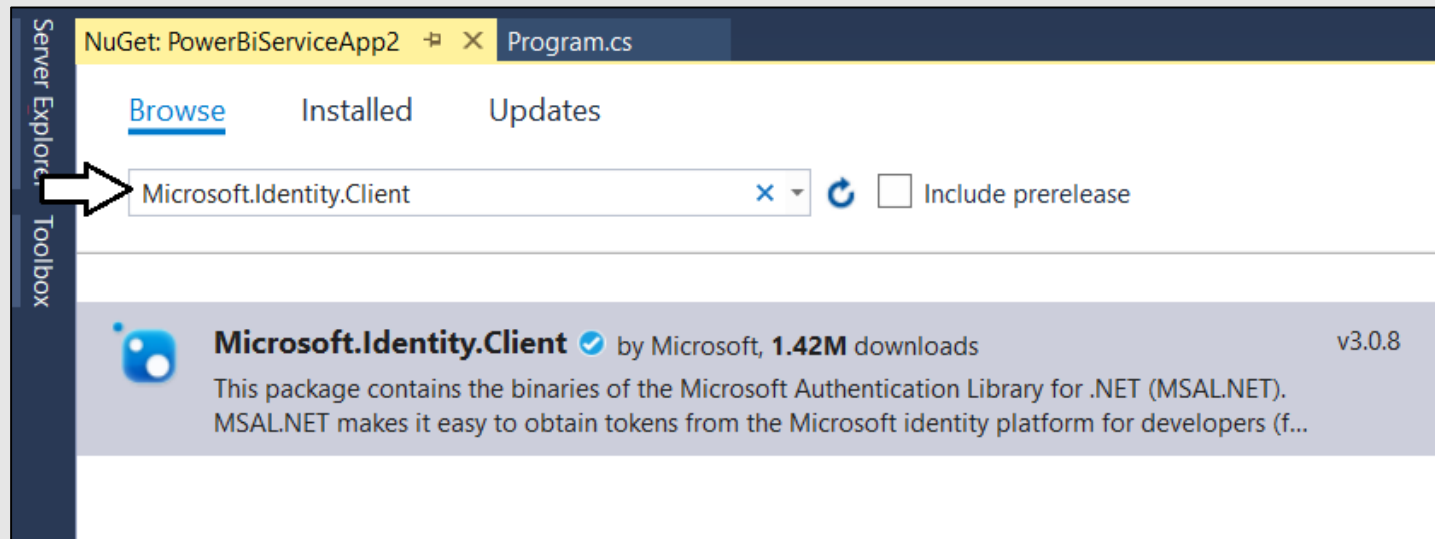 Server Explorer
Toolbox
NuGet: PowerBiServiceApp2
Program.cs
Browse Installed Updates
Microsoft.Identity.Client
Include prerelease
Microsoft.Identity.Client by Microsoft, 1.42M downloads v3.0.8
This package contains the binaries of the Microsoft Authentication Library for .NET (MSAL.NET).
MSAL.NET makes it easy to obtain tokens from the Microsoft identity platform for developers (f...